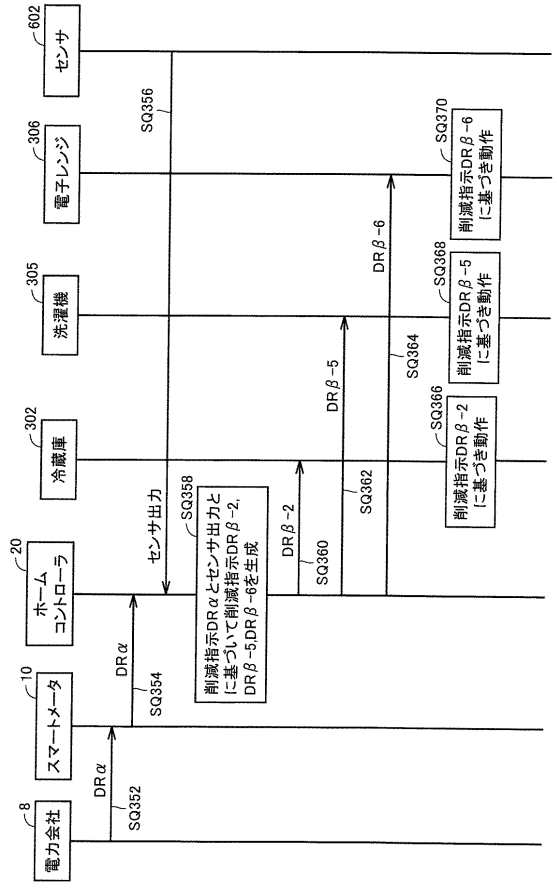 8
電力会社
10
スマートメータ
20
ホーム
コントローラ
302
冷蔵庫
305
洗濯機
306
電子レンジ
602
センサ
DRα
SQ352
DRα
SQ354
センサ出力
SQ356
SQ358
削減指示DRαとセンサ出力と
に基づいて削減指示DRβ-2,
DRβ-5,DRβ-6を生成
DRβ-2
SQ360
DRβ-5
SQ362
DRβ-6
SQ364
SQ366
削減指示DRβ-2
に基づき動作
SQ368
削減指示DRβ-5
に基づき動作
SQ370
削減指示DRβ-6
に基づき動作